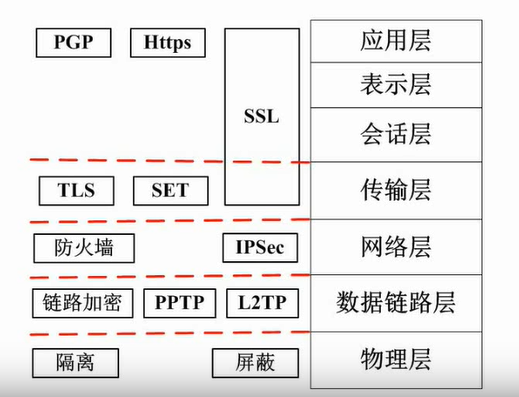 PGP Https 应用层
表示层
SSL
会话层
TLS SET 传输层
防火墙 IPSec 网络层
链路加密 PPTP L2TP 数据链路层
隔离 屏蔽 物理层